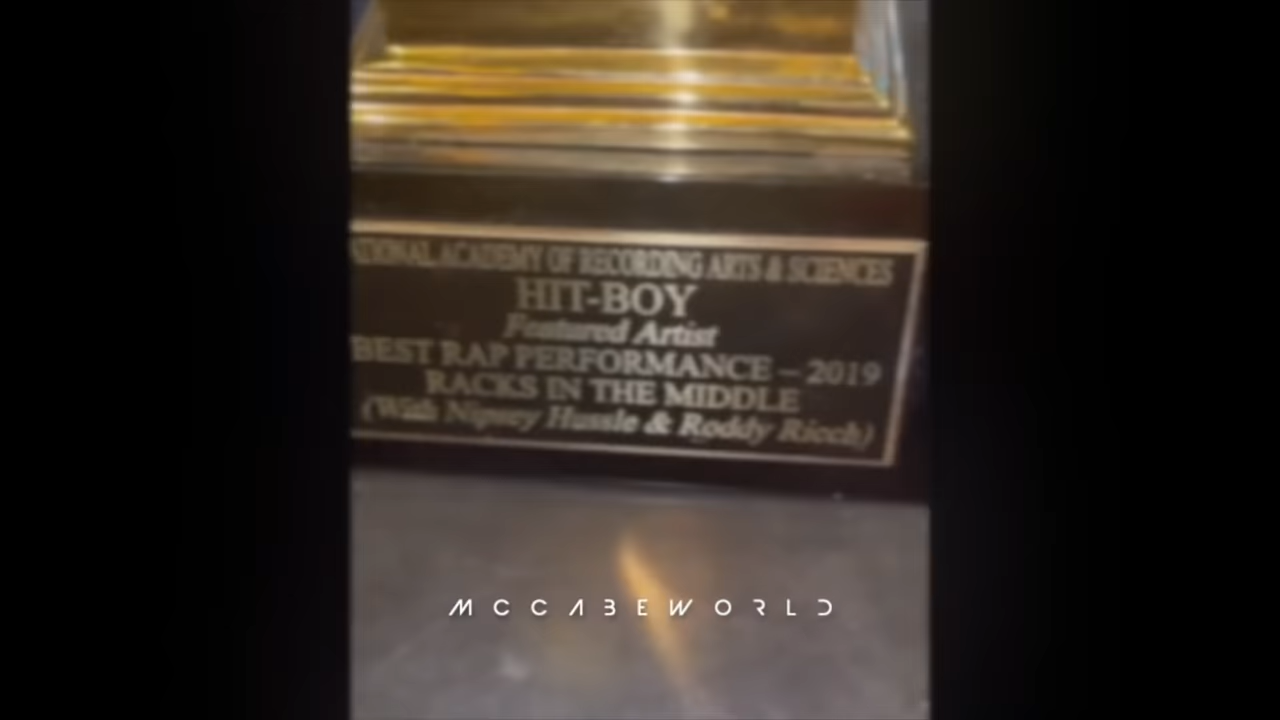 TIONAL ACADEMY OF RECORDING ARTS & SCIENCES
HIT-BOY
Featured Artist
BEST RAP PERFORMANCE – 2019
RACKS IN THE MIDDLE
(With Nipsey Hussle & Roddy Ricch)
MCCABEWORLD